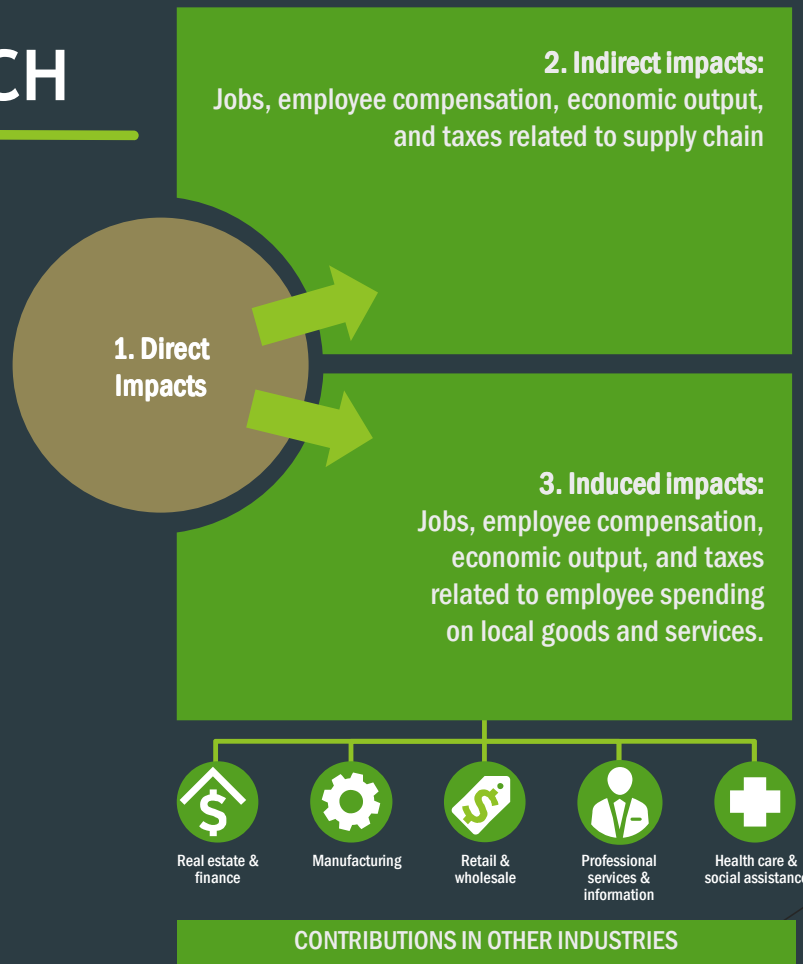 CH
2. Indirect impacts:
Jobs, employee compensation, economic output,
and taxes related to supply chain
1. Direct
Impacts
3. Induced impacts:
Jobs, employee compensation,
economic output, and taxes
related to employee spending
on local goods and services.
$
$
Real estate &
finance
Manufacturing
Retail &
wholesale
Professional
services &
information
Health care &
social assistance
CONTRIBUTIONS IN OTHER INDUSTRIES